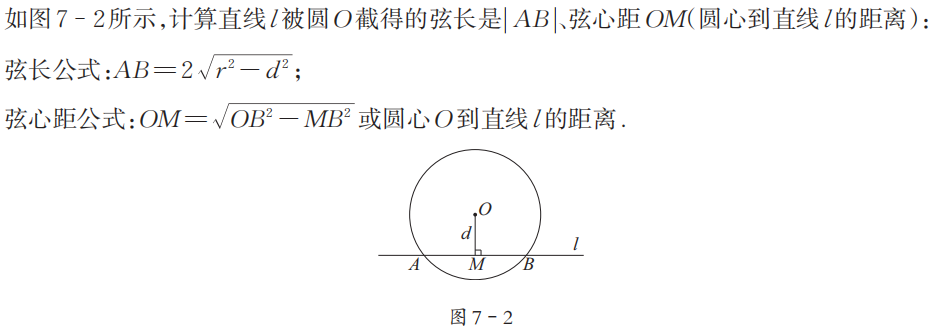 如图7-2所示,计算直线l被圆O截得的弦长是|AB|、弦心距OM(圆心到直线l的距离):
弦长公式:AB=2√(r²-d²);
弦心距公式:OM=√(OB²-MB²)或圆心O到直线l的距离.
O
d
l
A M B
图7-2